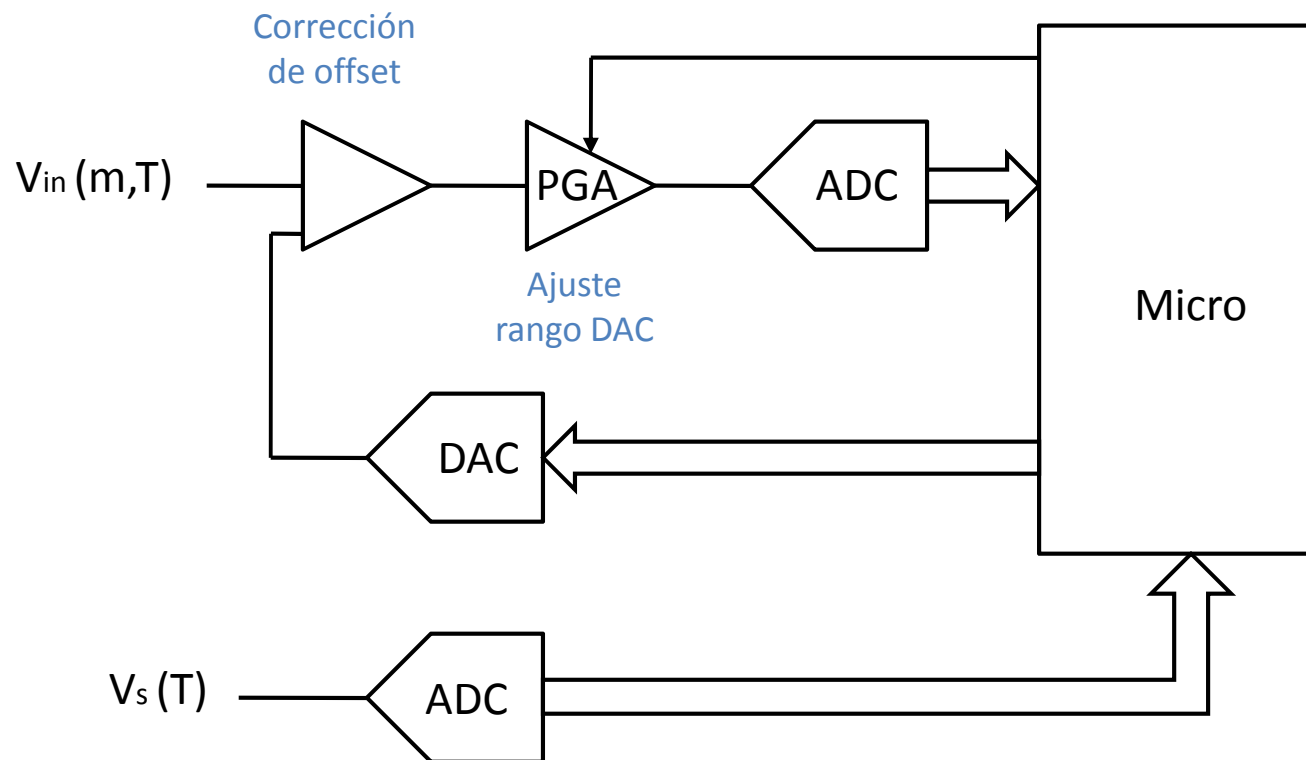 Corrección
de offset
Vin (m,T)
PGA
ADC
Micro
Ajuste
rango DAC
DAC
Vs (T)
ADC